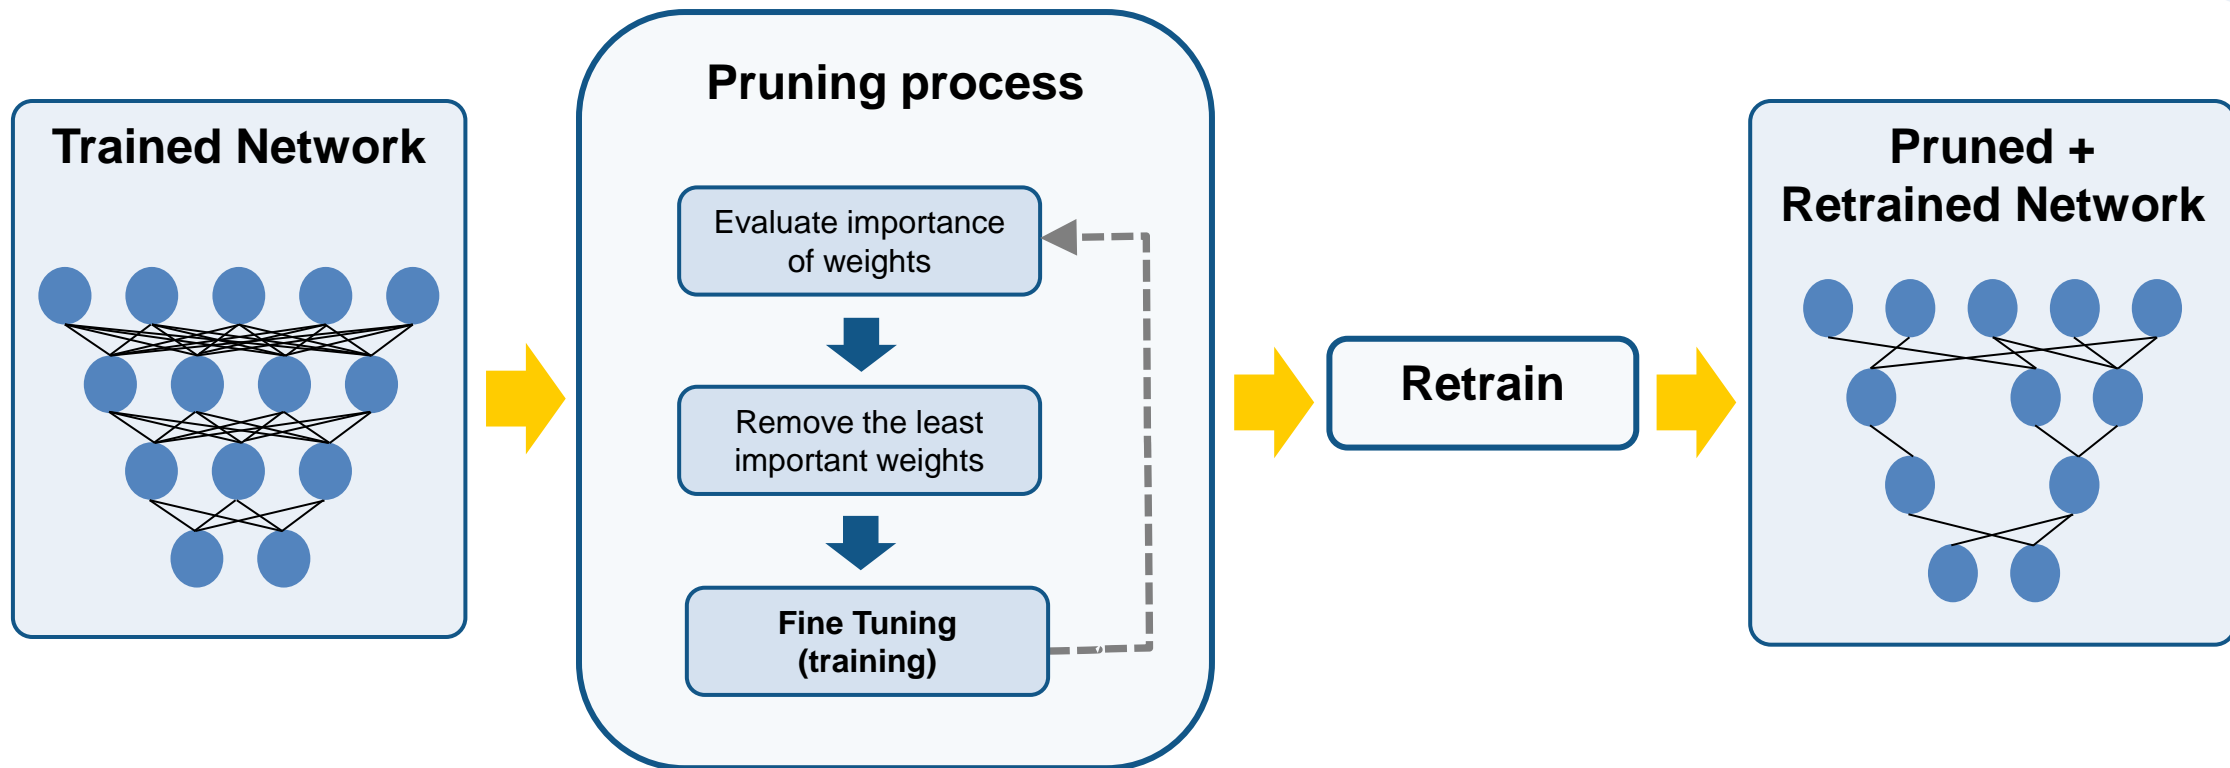 Trained Network
Pruning process
Evaluate importance
of weights
Remove the least
important weights
Fine Tuning
(training)
Retrain
Pruned +
Retrained Network